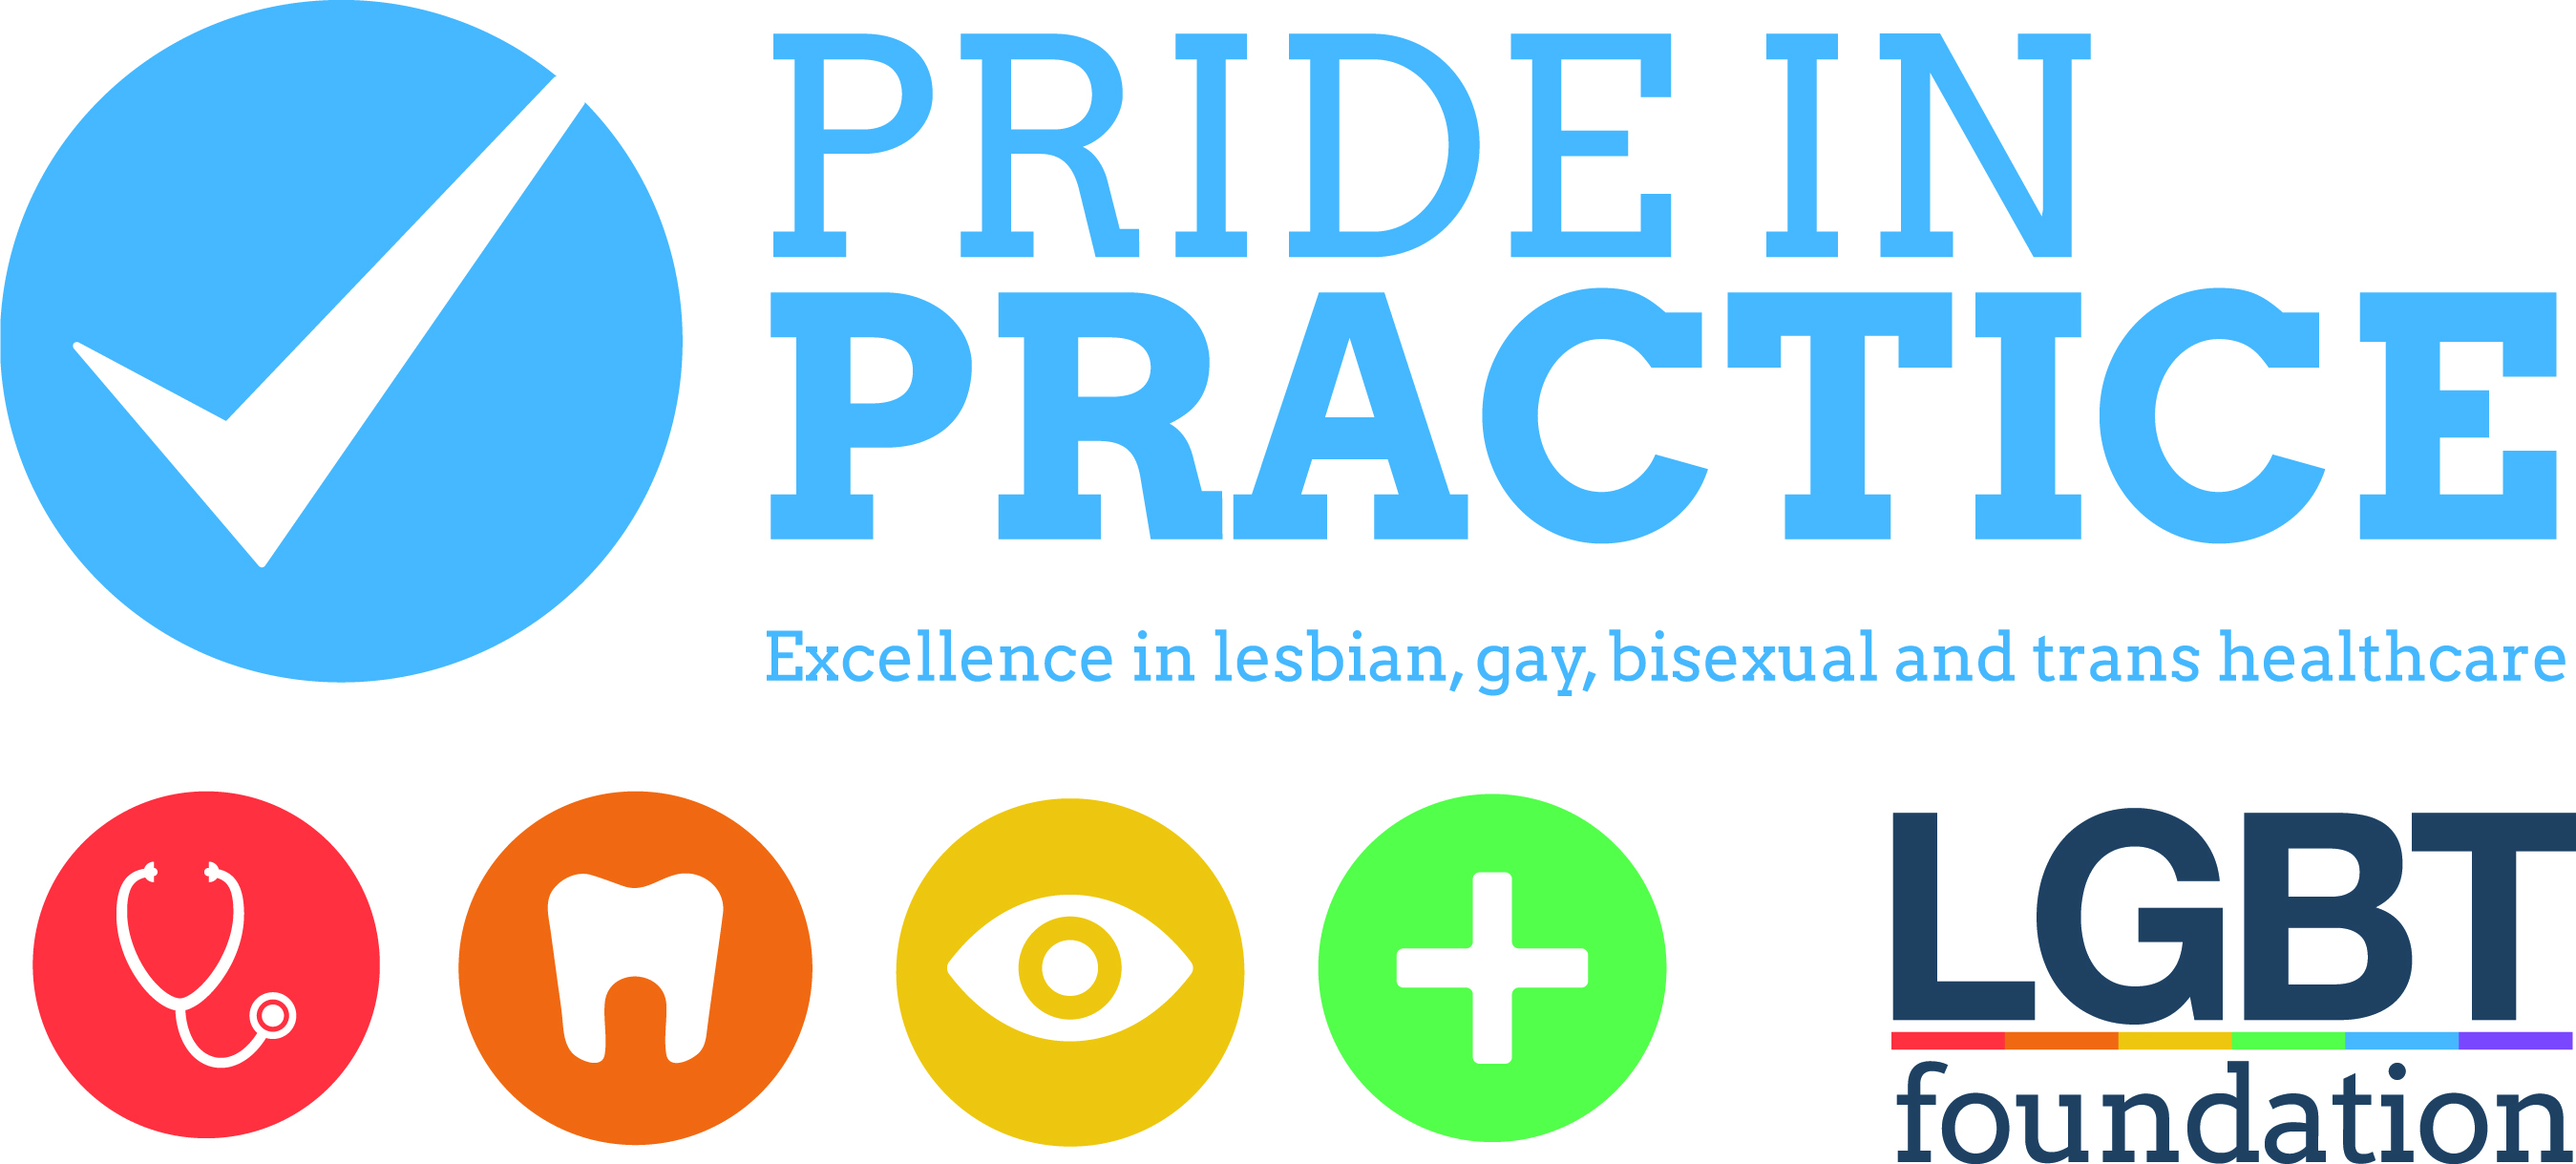 PRIDE IN
PRACTICE
Excellence in lesbian, gay, bisexual and trans healthcare
LGBT
foundation